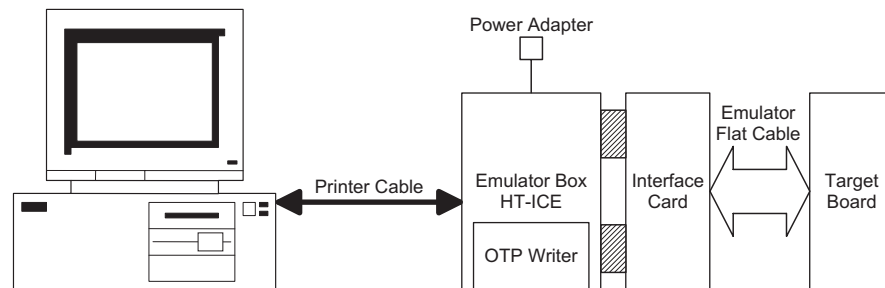 Power Adapter
Printer Cable
Emulator Box
HT-ICE
OTP Writer
Interface
Card
Emulator
Flat Cable
Target
Board